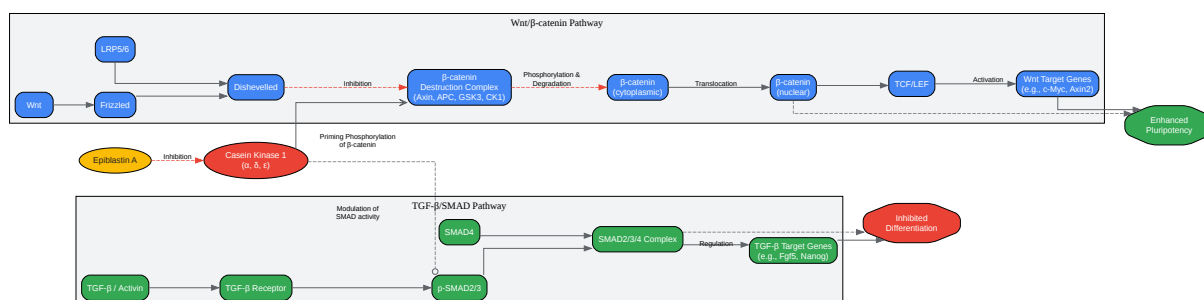 Wnt/β-catenin Pathway
LRP5/6
Wnt
Frizzled
Dishevelled
Inhibition
β-catenin
Destruction Complex
(Axin, APC, GSK3, CK1)
Phosphorylation &
Degradation
β-catenin
(cytoplasmic)
Translocation
β-catenin
(nuclear)
TCF/LEF
Activation
Wnt Target Genes
(e.g., c-Myc, Axin2)
Enhanced
Pluripotency
Epiblastin A
Inhibition
Casein Kinase 1
(α, δ, ε)
Priming Phosphorylation
of β-catenin
Modulation of
SMAD activity
TGF-β/SMAD Pathway
SMAD4
SMAD2/3/4 Complex
Regulation
TGF-β Target Genes
(e.g., Fgf5, Nanog)
Inhibited
Differentiation
TGF-β / Activin
TGF-β Receptor
p-SMAD2/3